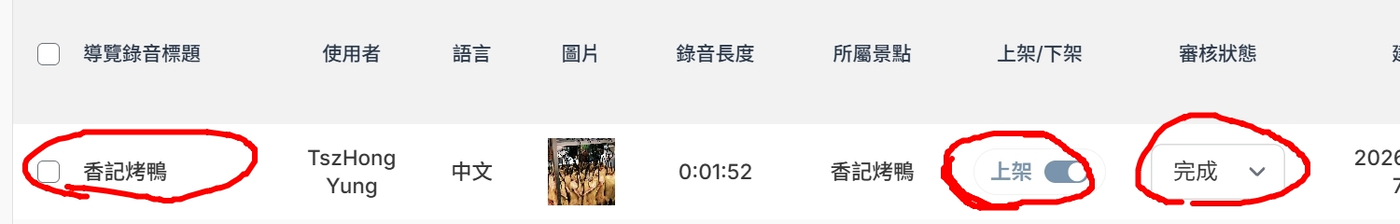 導覽錄音標題 使用者 語言 圖片 錄音長度 所屬景點 上架/下架 審核狀態
香記烤鴨 TszHong Yung 中文 0:01:52 香記烤鴨 上架 完成 2026
7